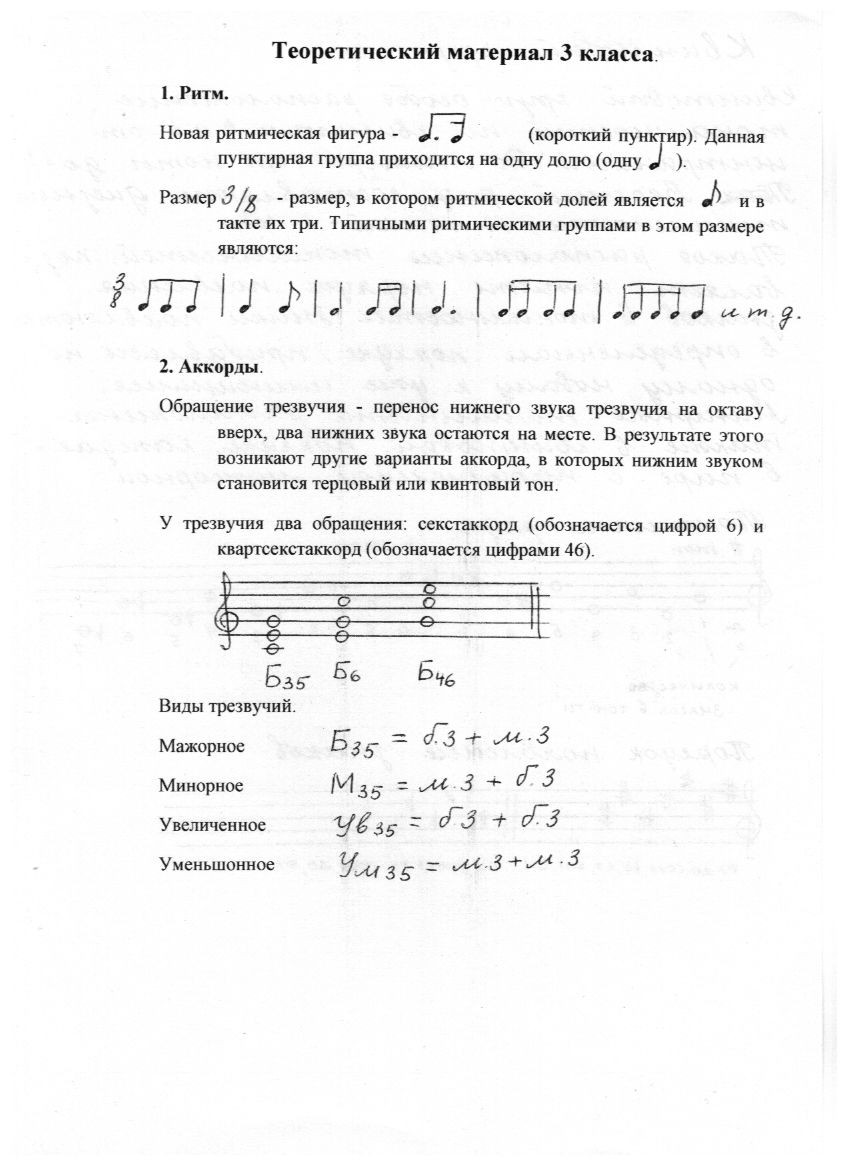 Теоретический материал 3 класса.
1. Ритм.
Новая ритмическая фигура - (короткий пунктир). Данная
пунктирная группа приходится на одну долю (одну ).
Размер 3/8 - размер, в котором ритмической долей является и в
такте их три. Типичными ритмическими группами в этом размере
являются:
3
8 и т. д.
2. Аккорды.
Обращение трезвучия - перенос нижнего звука трезвучия на октаву
вверх, два нижних звука остаются на месте. В результате этого
возникают другие варианты аккорда, в которых нижним звуком
становится терцовый или квинтовый тон.
У трезвучия два обращения: секстаккорд (обозначается цифрой 6) и
квартсекстаккорд (обозначается цифрами 46).
Б35 Б6 Б46
Виды трезвучий.
Мажорное Б35 = б.3 + м.3
Минорное М35 = м.3 + б.3
Увеличенное Ув35 = б3 + б.3
Уменьшонное Ум35 = м.3 + м.3